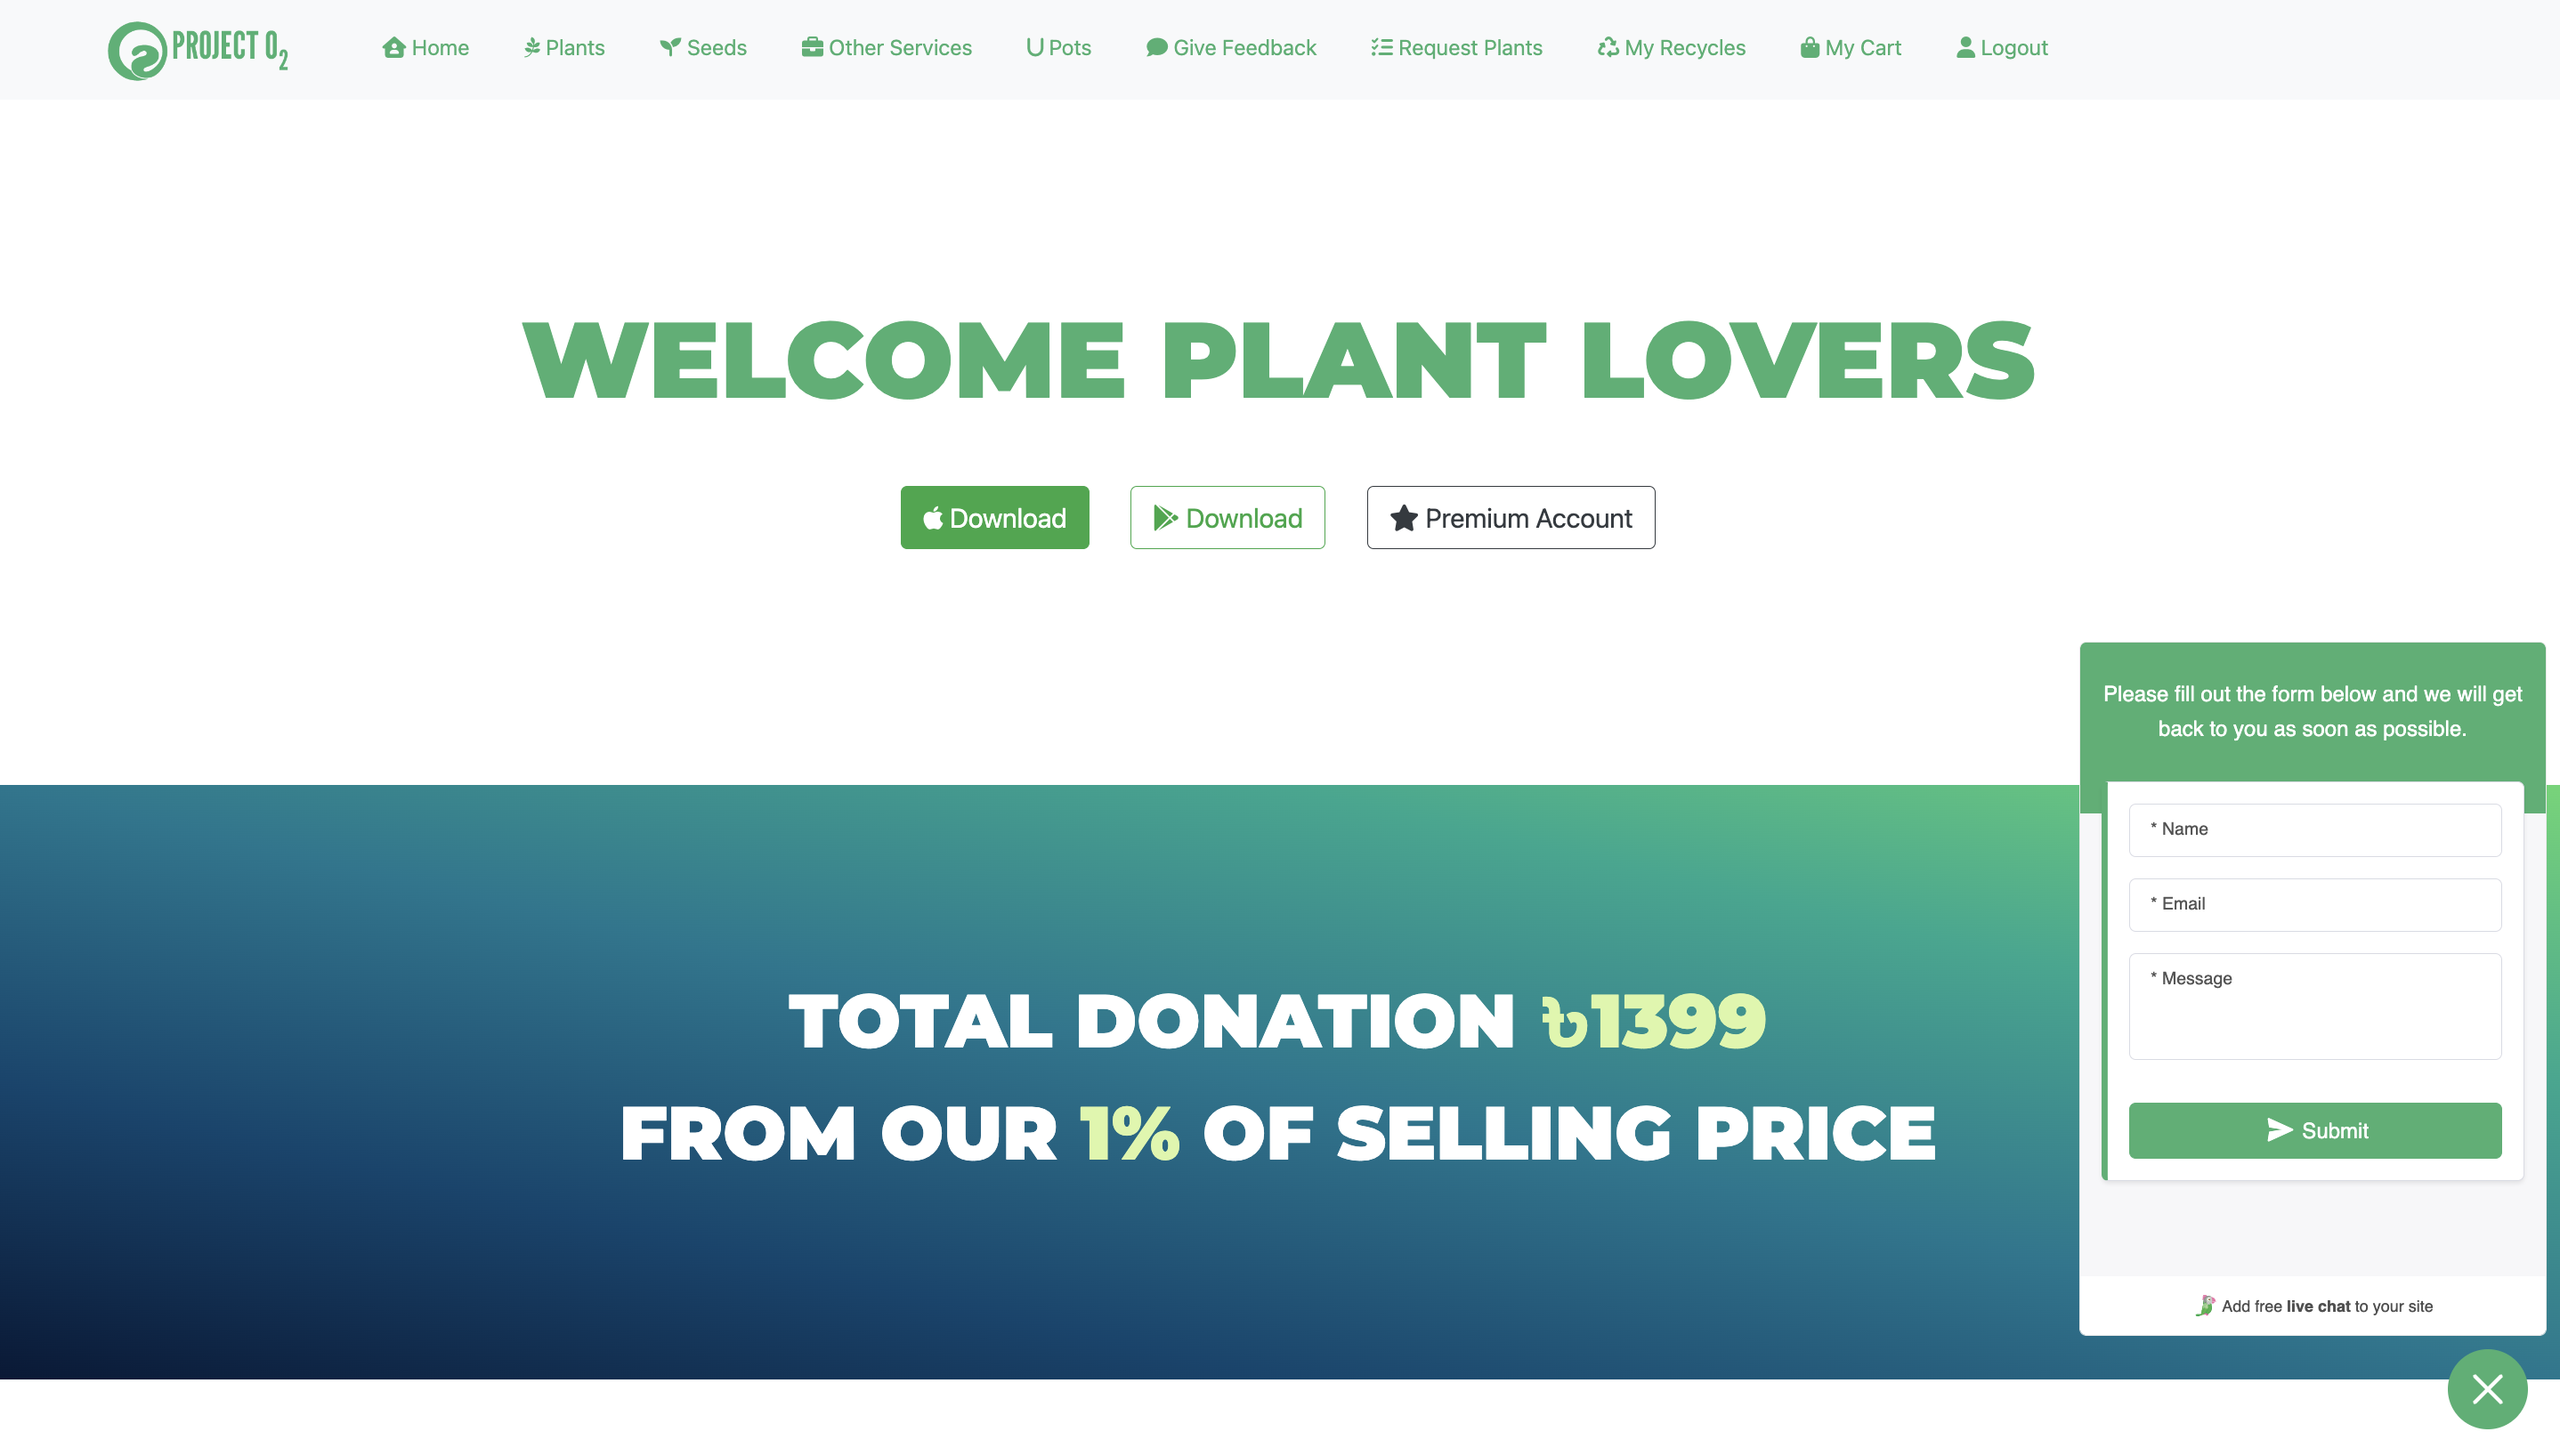 PROJECT O2
Home
Plants
Seeds
Other Services
Pots
Give Feedback
Request Plants
My Recycles
My Cart
Logout
WELCOME PLANT LOVERS
Download
Download
Premium Account
TOTAL DONATION ৳1399
FROM OUR 1% OF SELLING PRICE
Please fill out the form below and we will get
back to you as soon as possible.
* Name
* Email
* Message
Submit
Add free live chat to your site